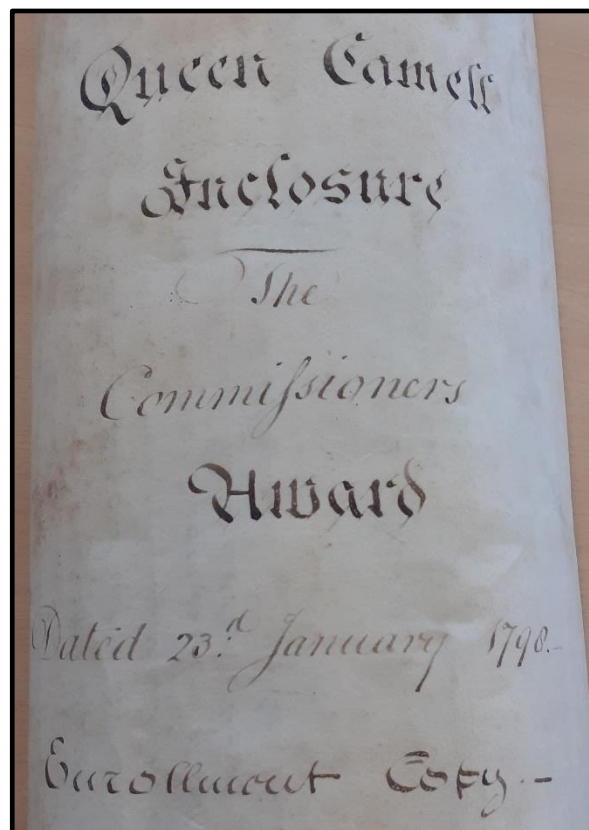 Queen Camell
Inclosure
The
Commiſsioners
Award
Dated 23.d January 1798.-
Enrollment Copy.-